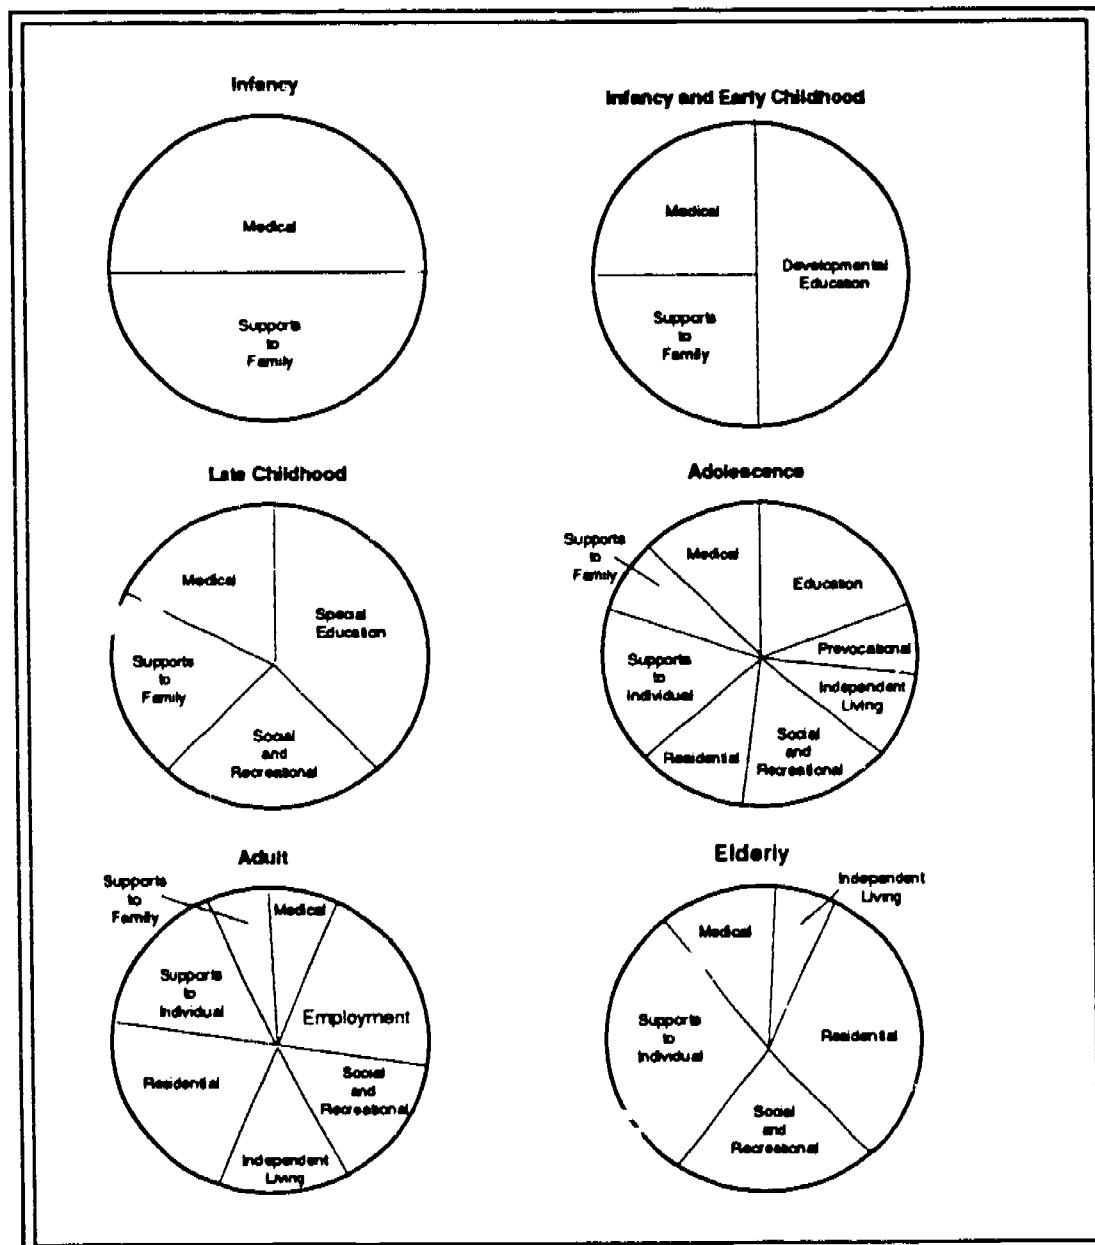 Infancy
Medical
Supports
to
Family
Infancy and Early Childhood
Medical
Developmental
Education
Supports
to
Family
Late Childhood
Medical
Special
Education
Supports
to
Family
Social
and
Recreational
Adolescence
Supports
to
Family
Medical
Education
Prevocational
Independent
Living
Supports
to
Individual
Residential
Social
and
Recreational
Adult
Supports
to
Family
Medical
Supports
to
Individual
Employment
Residential
Social
and
Recreational
Independent
Living
Elderly
Independent
Living
Medical
Supports
to
Individual
Residential
Social
and
Recreational